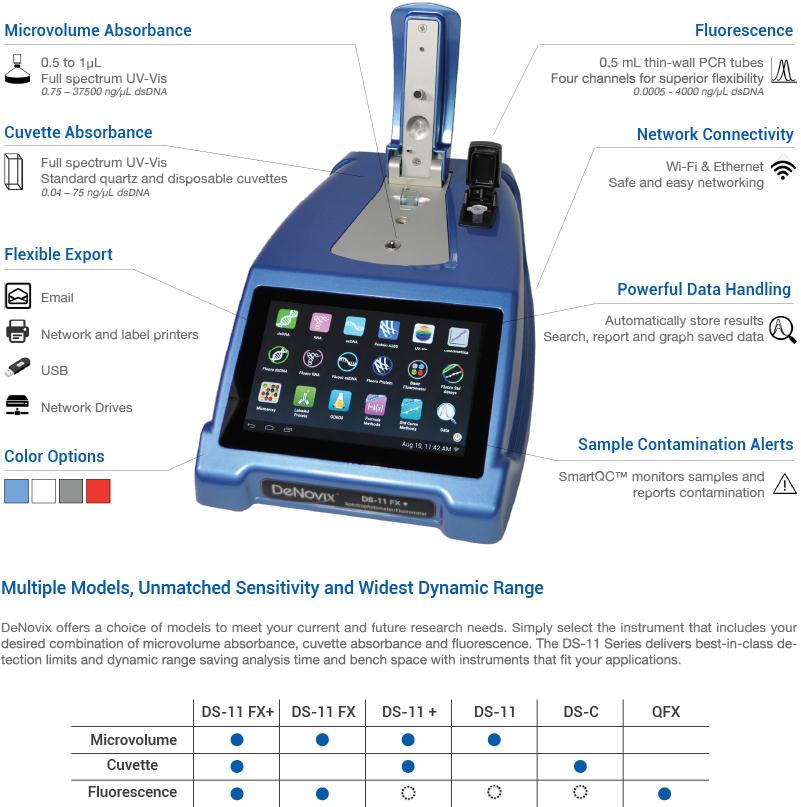 Microvolume Absorbance
0.5 to 1µL
Full spectrum UV-Vis
0.75 – 37500 ng/µL dsDNA
Cuvette Absorbance
Full spectrum UV-Vis
Standard quartz and disposable cuvettes
0.04 – 75 ng/µL dsDNA
Flexible Export
Email
Network and label printers
USB
Network Drives
Color Options
Fluorescence
0.5 mL thin-wall PCR tubes
Four channels for superior flexibility
0.0005 - 4000 ng/µL dsDNA
Network Connectivity
Wi-Fi & Ethernet
Safe and easy networking
Powerful Data Handling
Automatically store results
Search, report and graph saved data
Sample Contamination Alerts
SmartQC™ monitors samples and
reports contamination
dsDNA RNA ssDNA Protein A280 UV-Vis
Fluoro dsDNA Fluoro RNA Fluoro ssDNA Fluoro Protein Basic Fluorometer Fluoro Std Assays
Microarray Labeled Protein OD600 Formula Methods Std Curve Methods Data
Aug 19, 11:42 AM
DeNovix DS-11 FX +
Spectrophotometer/Fluorometer
Multiple Models, Unmatched Sensitivity and Widest Dynamic Range
DeNovix offers a choice of models to meet your current and future research needs. Simply select the instrument that includes your
desired combination of microvolume absorbance, cuvette absorbance and fluorescence. The DS-11 Series delivers best-in-class de-
tection limits and dynamic range saving analysis time and bench space with instruments that fit your applications.
DS-11 FX+ DS-11 FX DS-11 + DS-11 DS-C QFX
Microvolume
Cuvette
Fluorescence